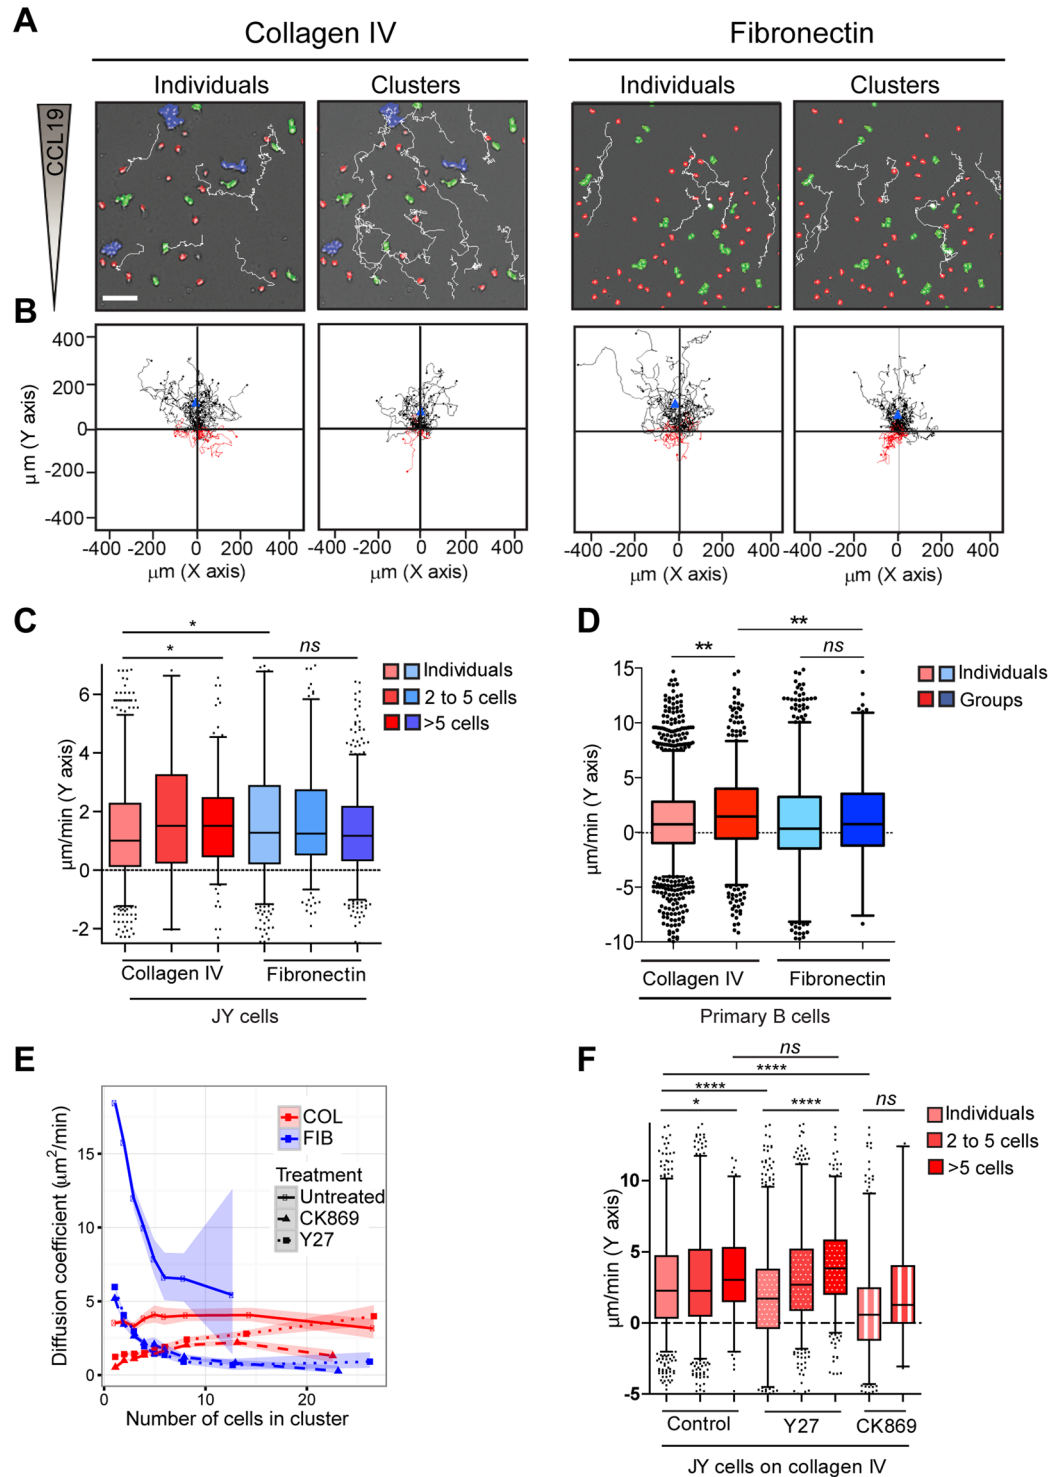 A
Collagen IV
Fibronectin
Individuals
Clusters
Individuals
Clusters
CCL19
B
400
200
0
-200
-400
µm (Y axis)
-400 -200 0 200 400
-400 -200 0 200 400
-400 -200 0 200 400
-400 -200 0 200 400
µm (X axis)
µm (X axis)
µm (X axis)
µm (X axis)
C
*
*
ns
6
4
2
0
-2
µm/min (Y axis)
Individuals
2 to 5 cells
>5 cells
Collagen IV
Fibronectin
JY cells
D
**
**
ns
15
10
5
0
-5
-10
µm/min (Y axis)
Individuals
Groups
Collagen IV
Fibronectin
Primary B cells
E
Diffusion coefficient (µm²/min)
15
10
5
0
0 10 20
Number of cells in cluster
COL
FIB
Treatment
Untreated
CK869
Y27
F
ns
****
****
*
****
ns
10
5
0
-5
µm/min (Y axis)
Individuals
2 to 5 cells
>5 cells
Control
Y27
CK869
JY cells on collagen IV